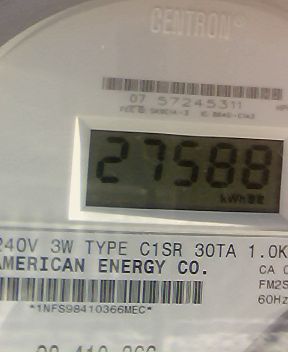 CENTRON®
07 57245311
27588
kWh
240V 3W TYPE C1SR 30TA 1.0K
AMERICAN ENERGY CO.
CA 0
FM2S
60Hz
*1NFS98410366MEC*